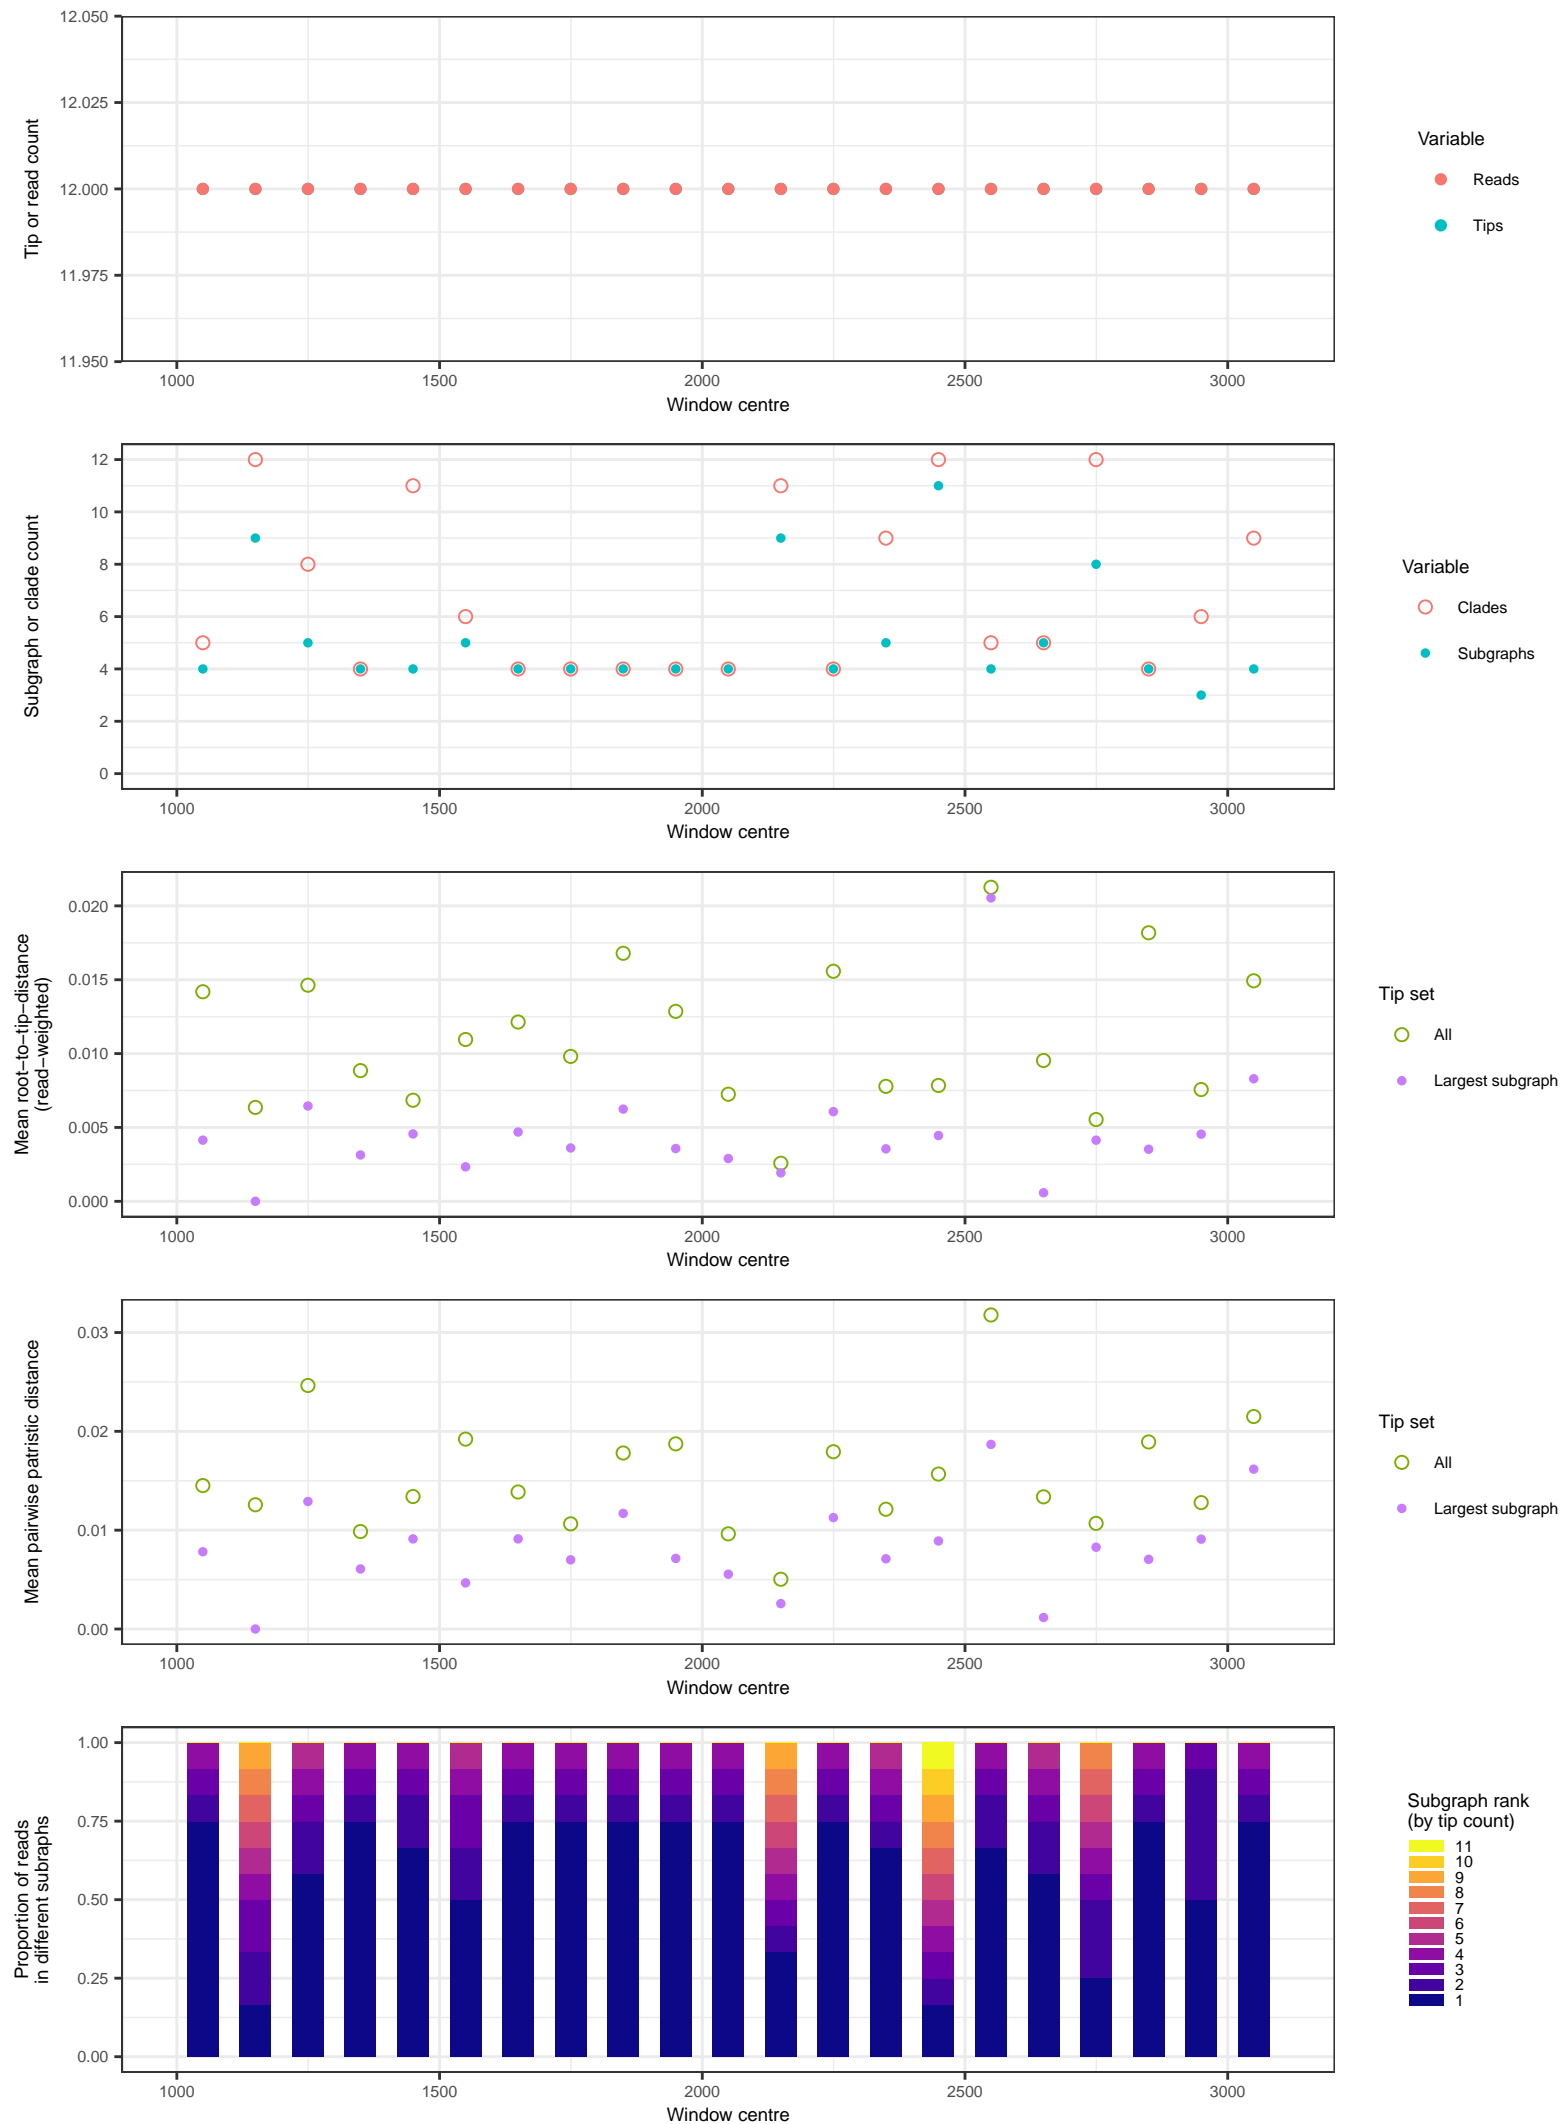 12.050
12.025
12.000
11.975
11.950
Tip or read count
1000 1500 2000 2500 3000
Window centre
Variable
Reads
Tips
12
10
8
6
4
2
0
Subgraph or clade count
1000 1500 2000 2500 3000
Window centre
Variable
Clades
Subgraphs
0.020
0.015
0.010
0.005
0.000
Mean root−to−tip−distance
(read−weighted)
1000 1500 2000 2500 3000
Window centre
Tip set
All
Largest subgraph
0.03
0.02
0.01
0.00
Mean pairwise patristic distance
1000 1500 2000 2500 3000
Window centre
Tip set
All
Largest subgraph
1.00
0.75
0.50
0.25
0.00
Proportion of reads
in different subraphs
1000 1500 2000 2500 3000
Window centre
Subgraph rank
(by tip count)
11
10
9
8
7
6
5
4
3
2
1